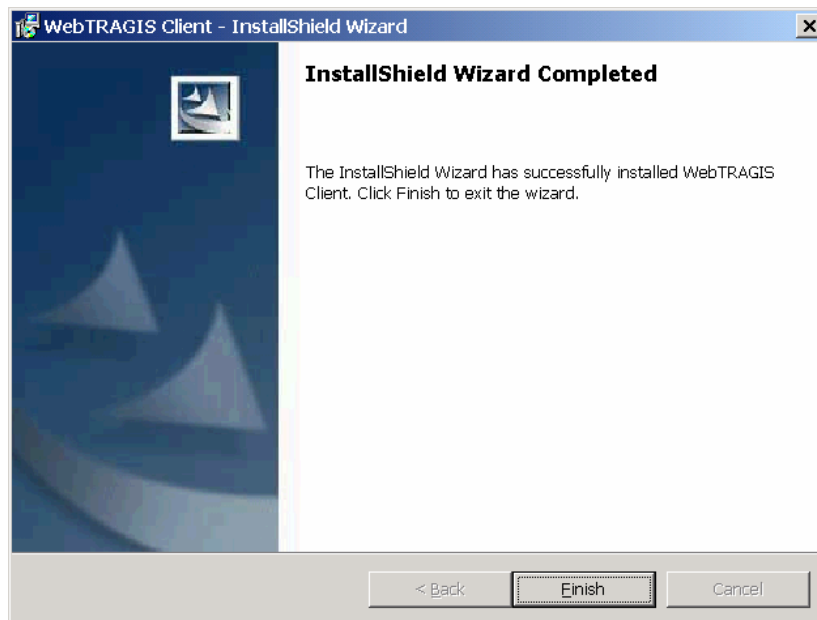 WebTRAGIS Client - InstallShield Wizard
InstallShield Wizard Completed
The InstallShield Wizard has successfully installed WebTRAGIS
Client. Click Finish to exit the wizard.
< Back Finish Cancel